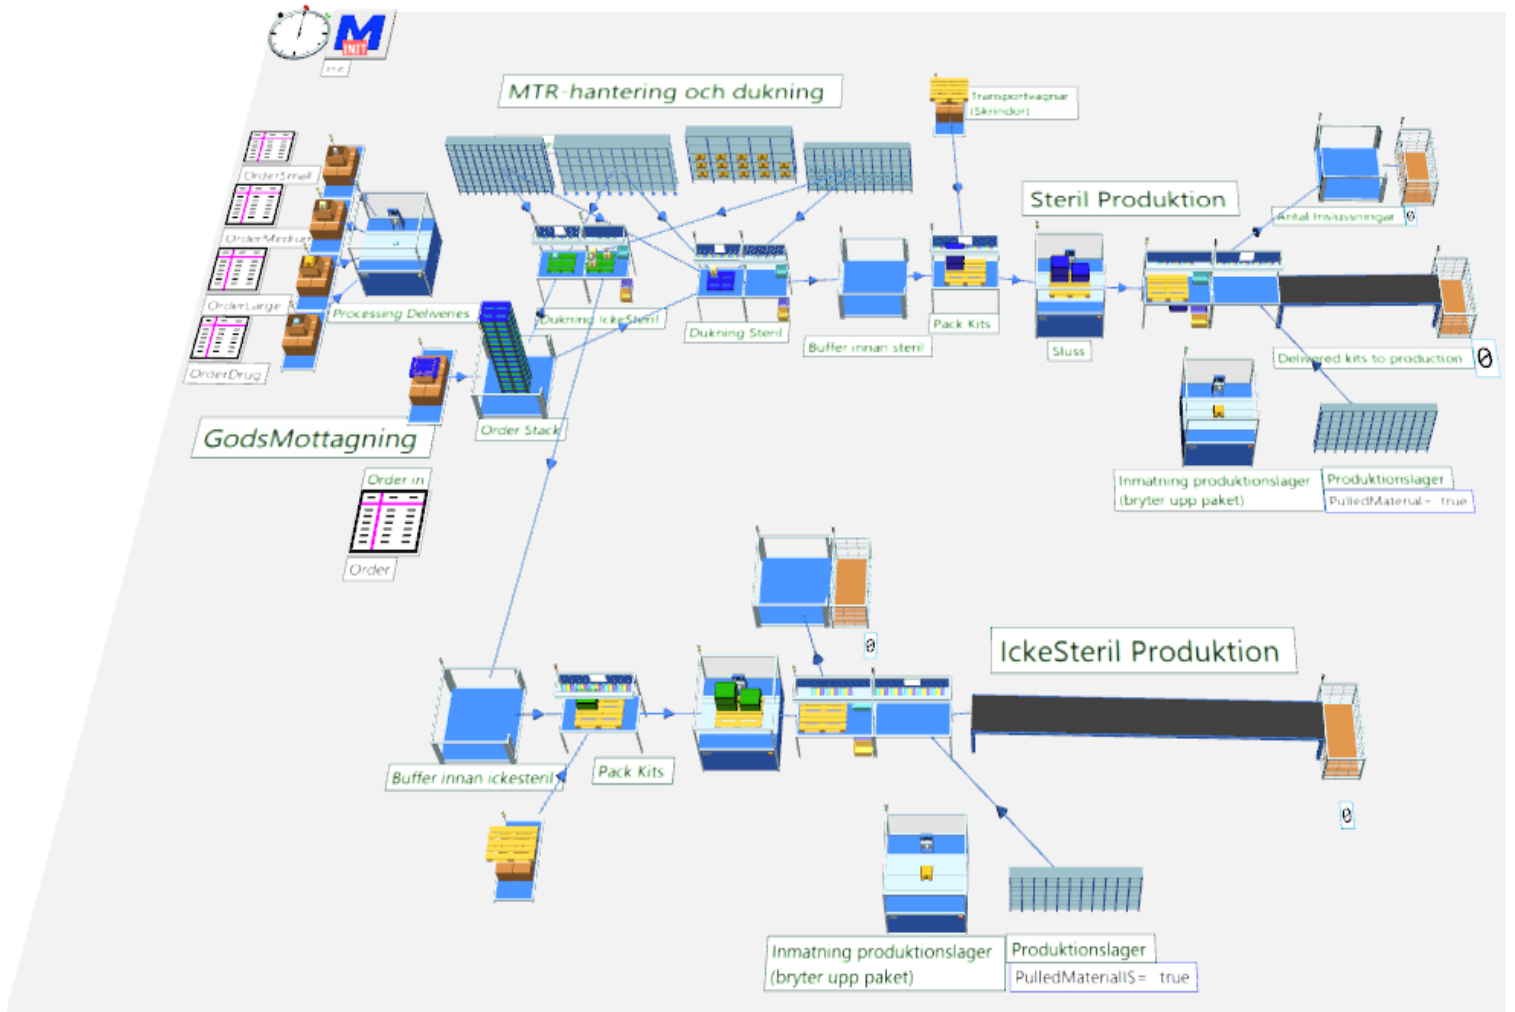 M
INIT
MTR-hantering och dukning
Transportvagnar
(Skrindor)
OrderSmall
Steril Produktion
Antal Inslussningar
0
OrderMedium
OrderLarge
Processing Deliveries
Dukning IckeSteril
Dukning Steril
Buffer innan steril
Pack Kits
Sluss
Delivered kits to production
0
OrderDrug
GodsMottagning
Order Stack
Order in
Order
Inmatning produktionslager
(bryter upp paket)
Produktionslager
PulledMaterial= true
0
IckeSteril Produktion
Buffer innan ickesteril
Pack Kits
0
Inmatning produktionslager
(bryter upp paket)
Produktionslager
PulledMaterialIS= true